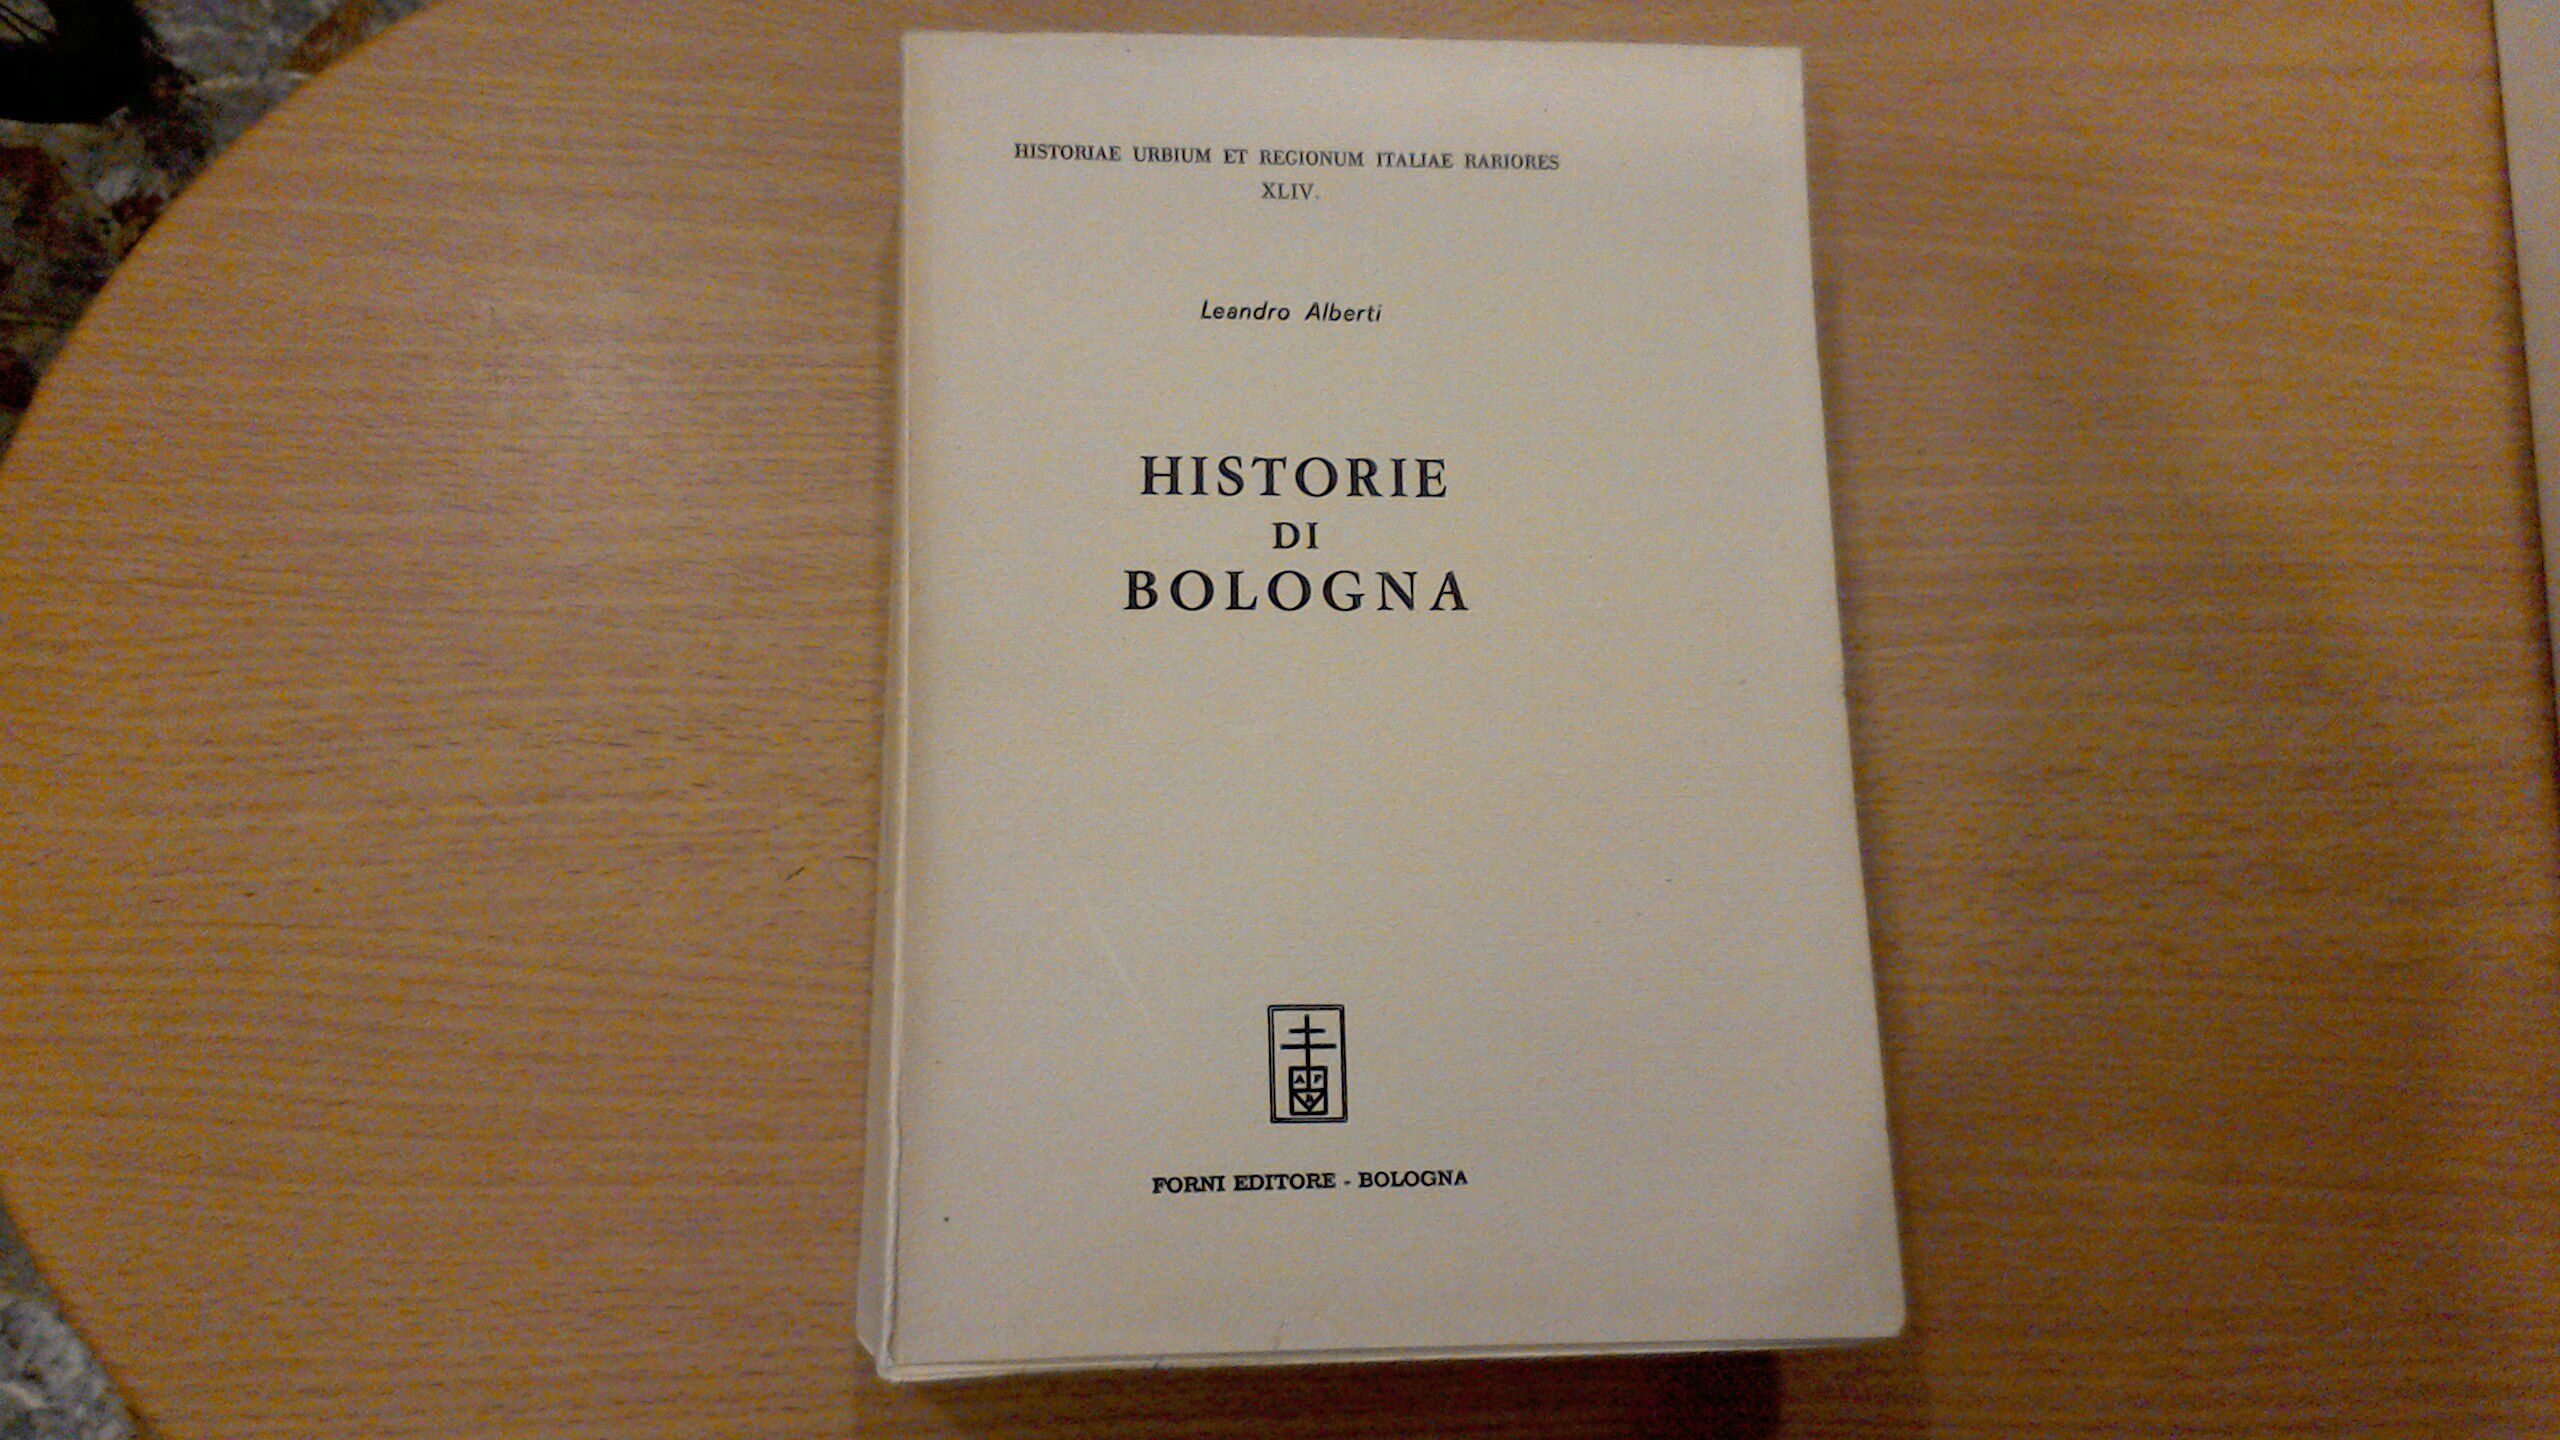 HISTORIAE URBIUM ET REGIONUM ITALIAE RARIORES
XLIV.
Leandro Alberti
HISTORIE
DI
BOLOGNA
A F
FORNI EDITORE - BOLOGNA